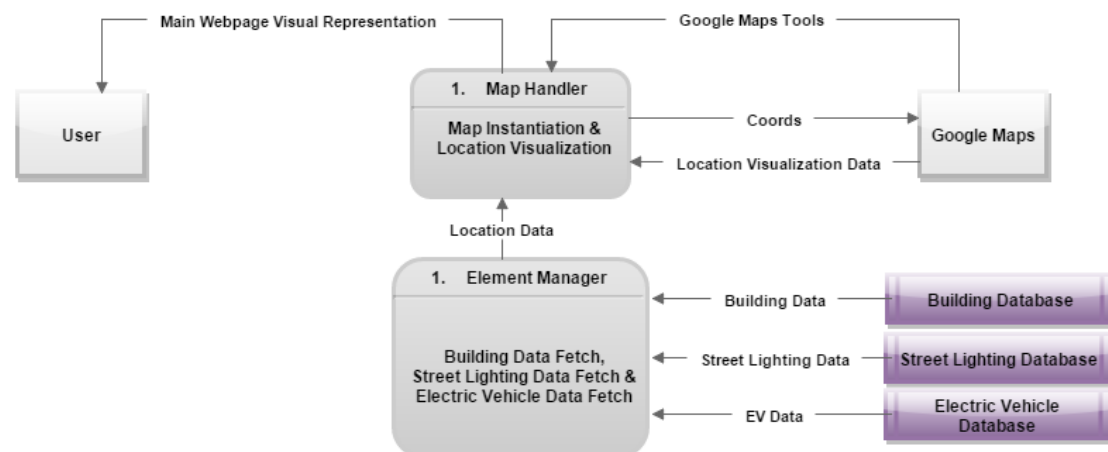 Main Webpage Visual Representation
Google Maps Tools
1. Map Handler
User
Map Instantiation &
Location Visualization
Coords
Google Maps
Location Visualization Data
Location Data
1. Element Manager
Building Data
Building Database
Building Data Fetch,
Street Lighting Data Fetch &
Electric Vehicle Data Fetch
Street Lighting Data
Street Lighting Database
EV Data
Electric Vehicle
Database